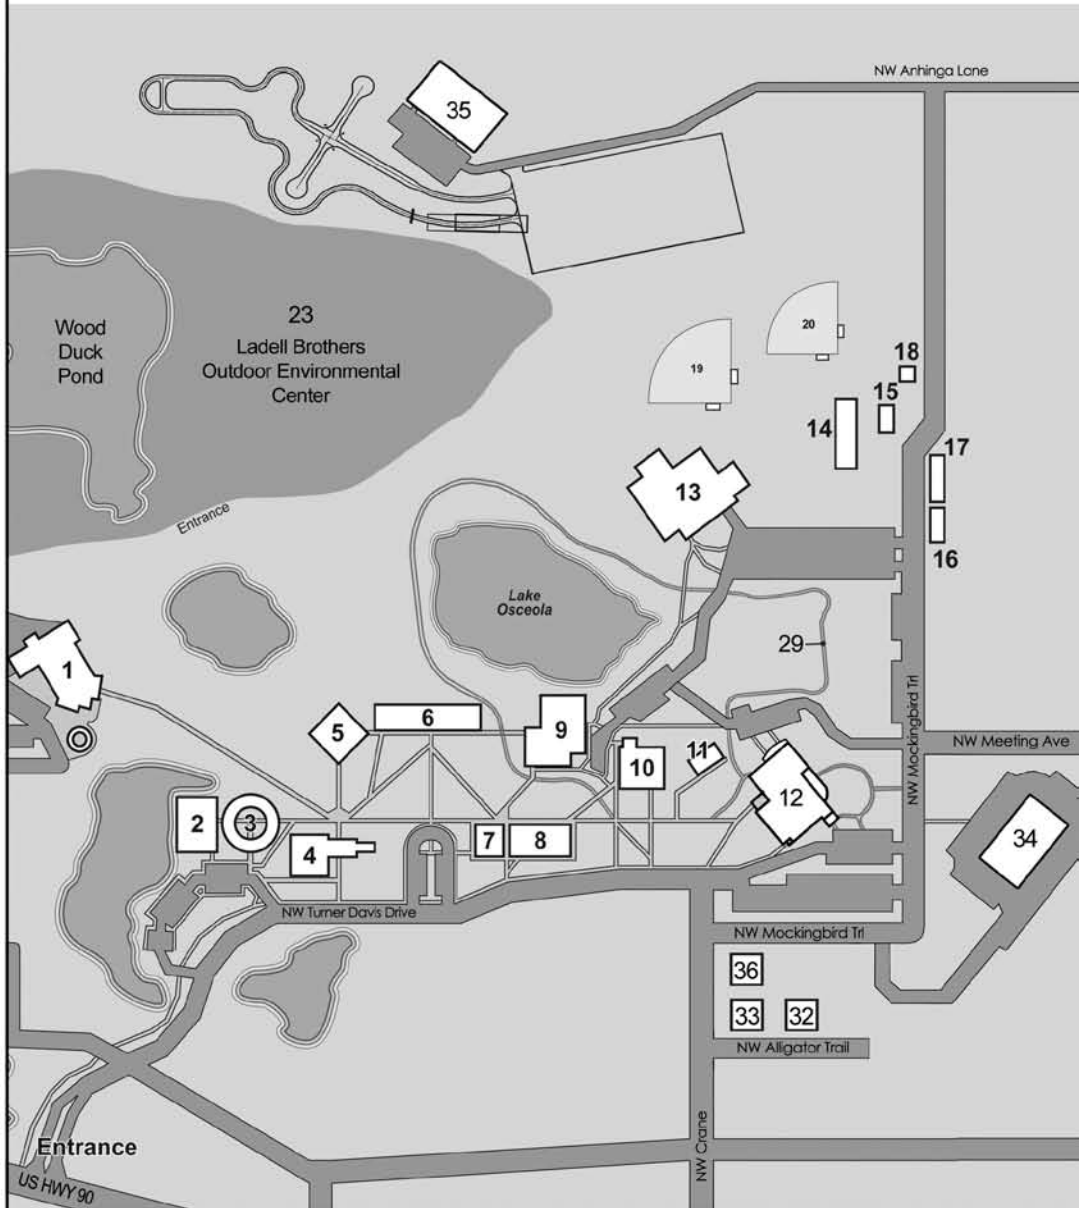 NW Anhinga Lane
35
23
Ladell Brothers
Outdoor Environmental
Center
Wood
Duck
Pond
20
19
18
15
14
17
13
16
Entrance
Lake
Osceola
29
1
5
6
9
10
11
12
NW Mockingbird Trl
NW Meeting Ave
2
3
4
7
8
34
NW Turner Davis Drive
NW Mockingbird Trl
36
33
32
NW Alligator Trail
NW Crane
Entrance
US HWY 90